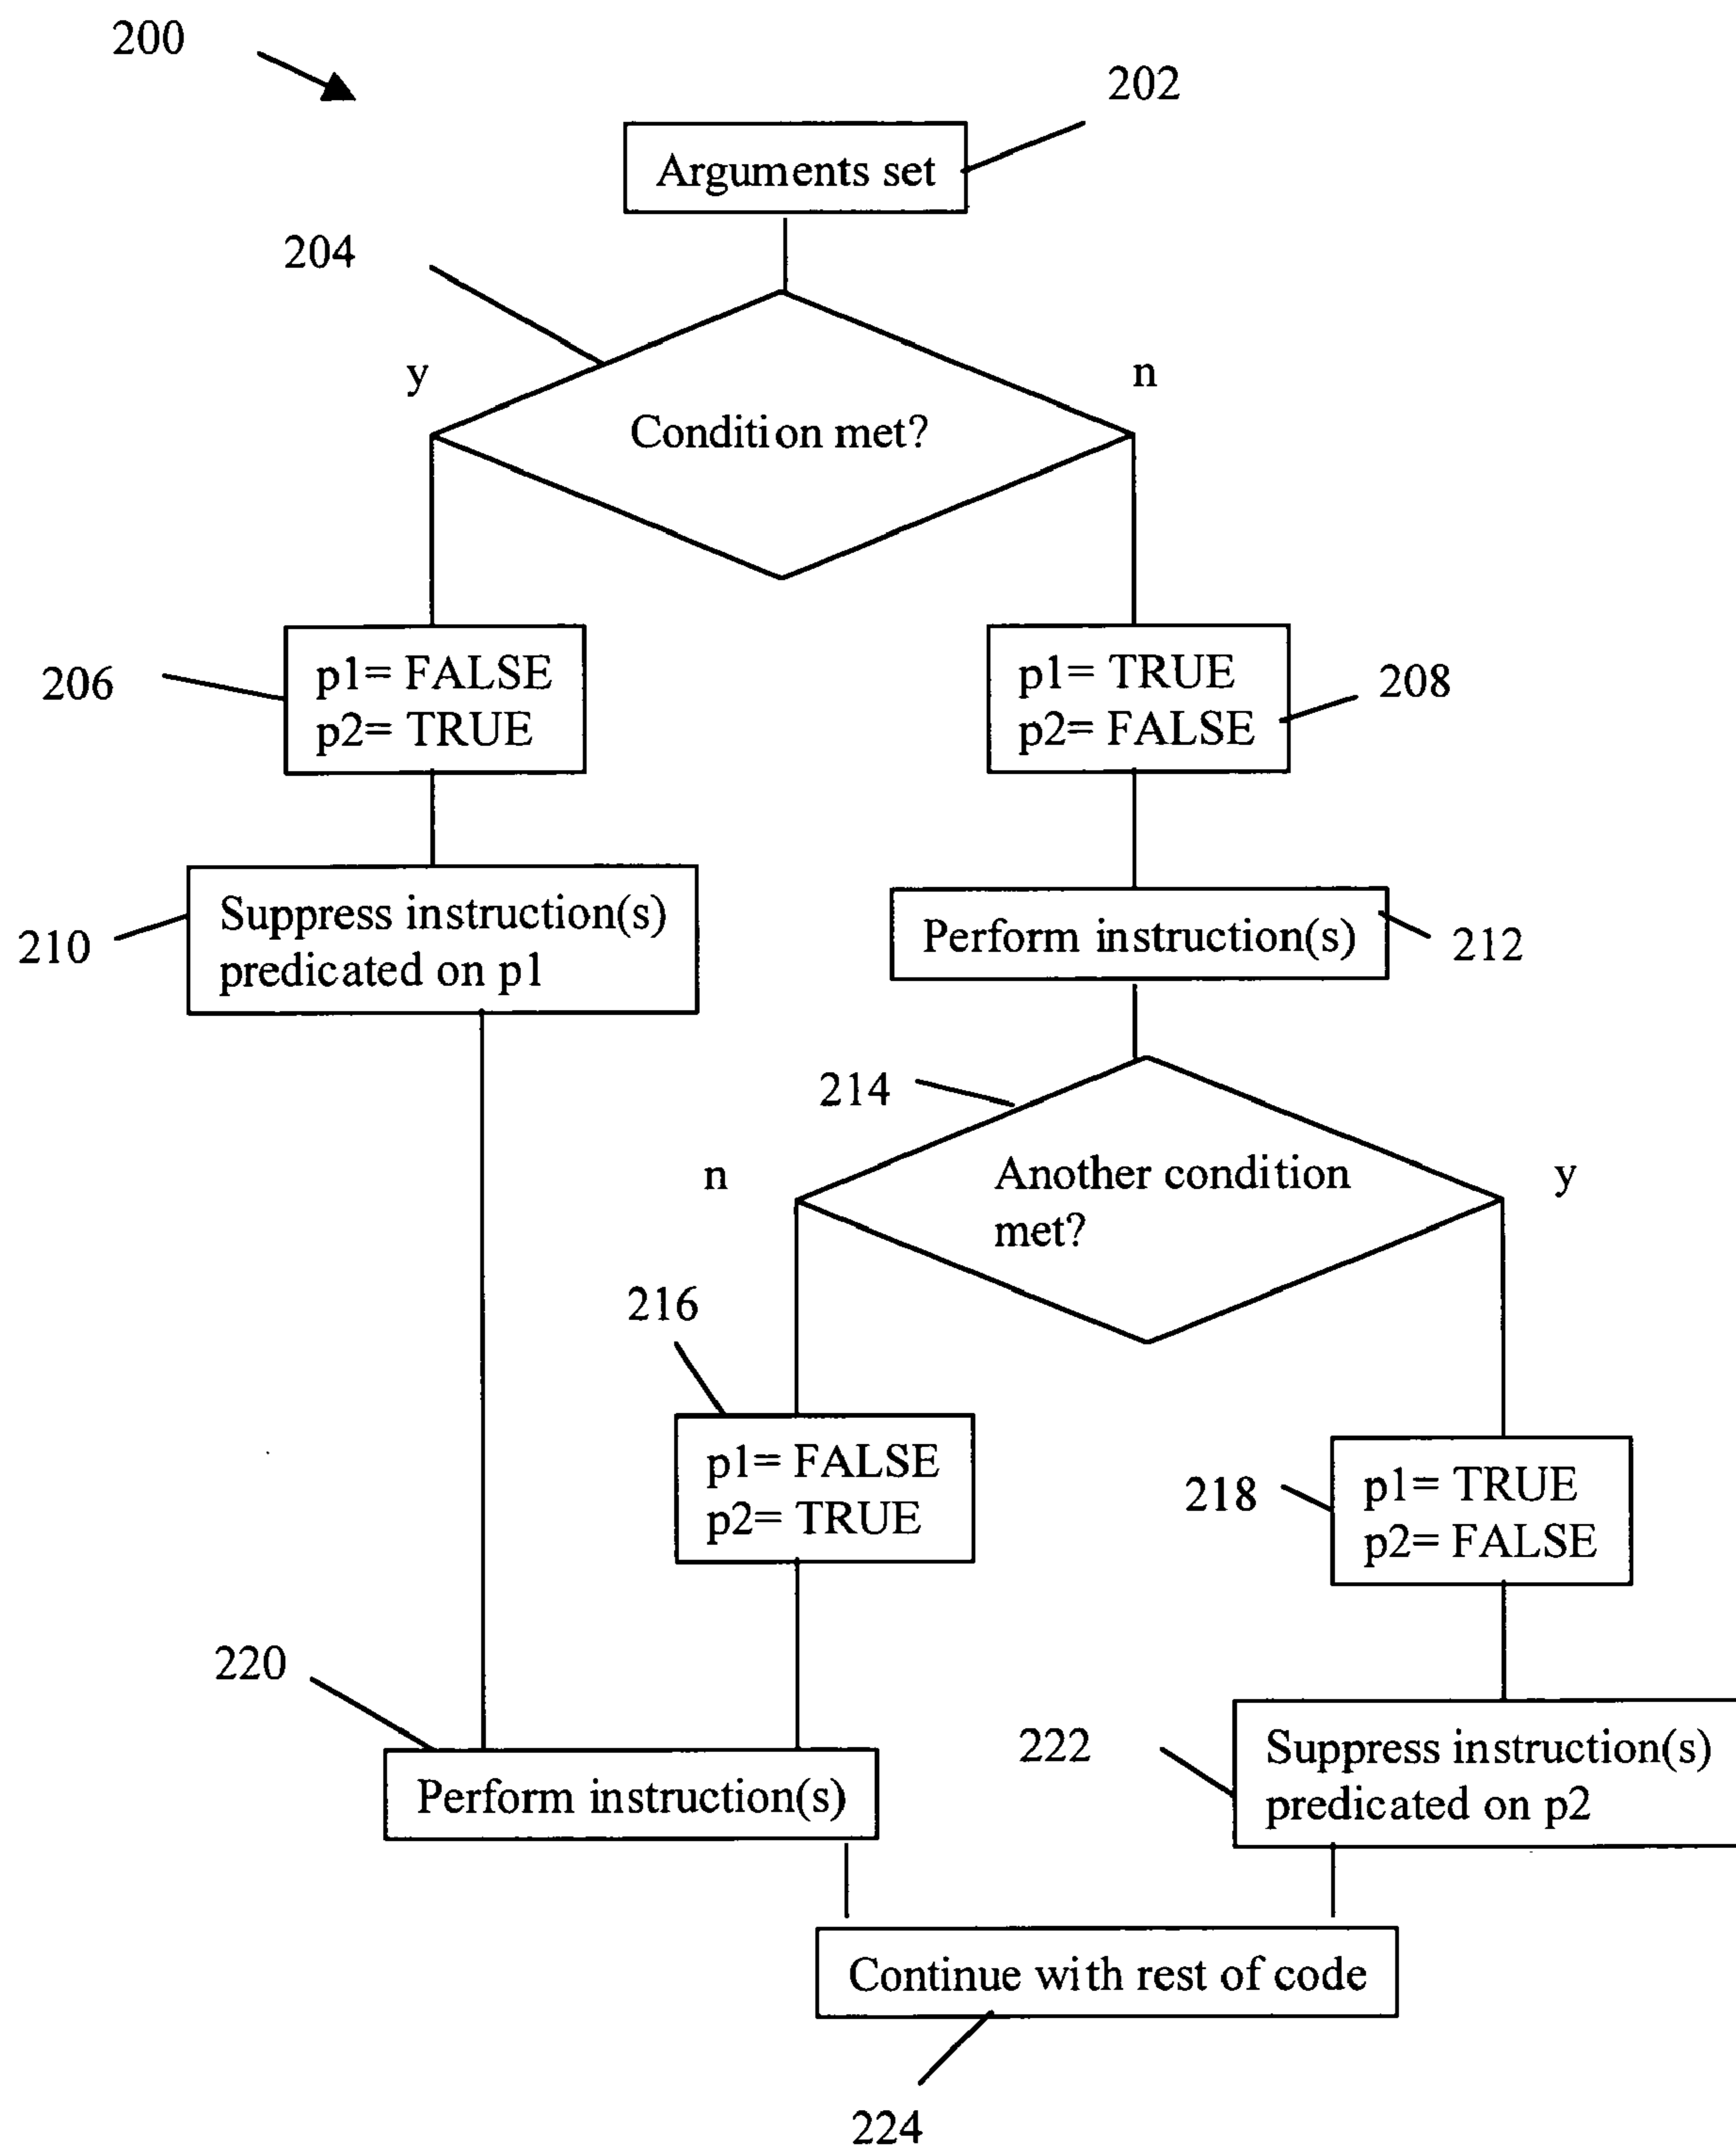 200
202
Arguments set
204
y
n
Condition met?
206
p1= FALSE
p2= TRUE
p1= TRUE
p2= FALSE
208
210
Suppress instruction(s)
predicated on p1
Perform instruction(s)
212
214
n
Another condition
met?
y
216
p1= FALSE
p2= TRUE
218
p1= TRUE
p2= FALSE
220
Perform instruction(s)
222
Suppress instruction(s)
predicated on p2
Continue with rest of code
224